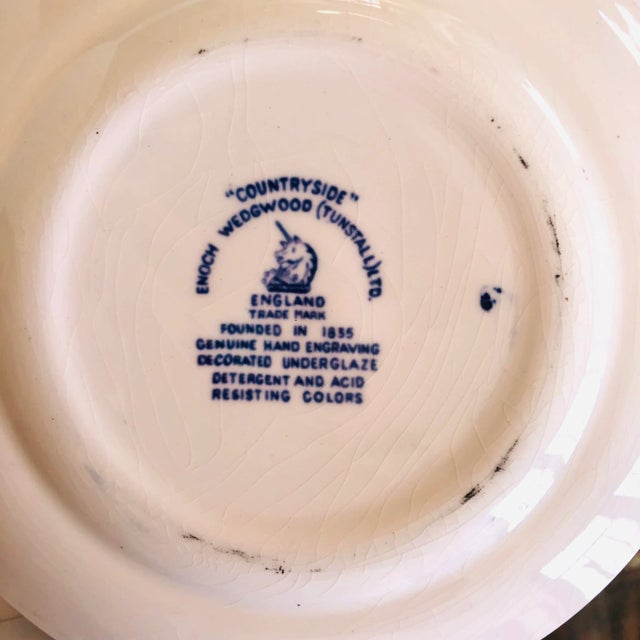 "COUNTRYSIDE"
ENOCH WEDGWOOD (TUNSTALL) LTD.
ENGLAND
TRADE MARK
FOUNDED IN 1835
GENUINE HAND ENGRAVING
DECORATED UNDERGLAZE
DETERGENT AND ACID
RESISTING COLORS